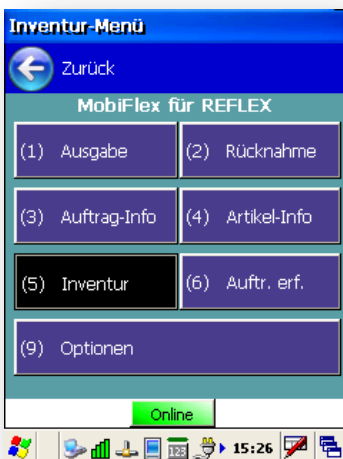 Inventur-Menü
Zurück
MobiFlex für REFLEX
(1) Ausgabe
(2) Rücknahme
(3) Auftrag-Info
(4) Artikel-Info
(5) Inventur
(6) Auftr. erf.
(9) Optionen
Online
123
15:26